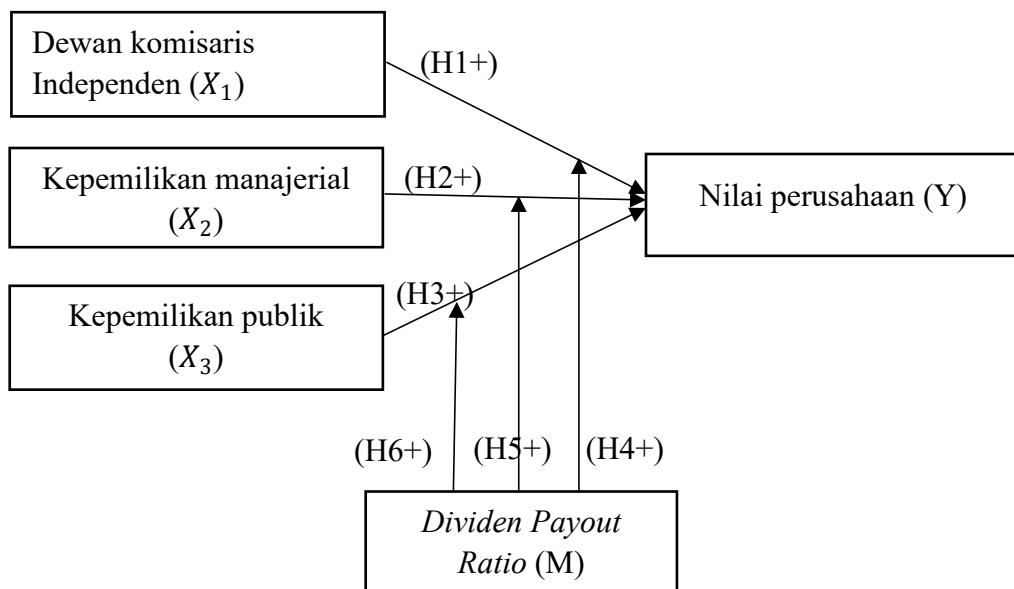 Dewan komisaris
Independen (𝑋₁)
(H1+)
Kepemilikan manajerial
(𝑋₂)
(H2+)
Nilai perusahaan (Y)
Kepemilikan publik
(𝑋₃)
(H3+)
(H6+)
(H5+)
(H4+)
Dividen Payout
Ratio (M)